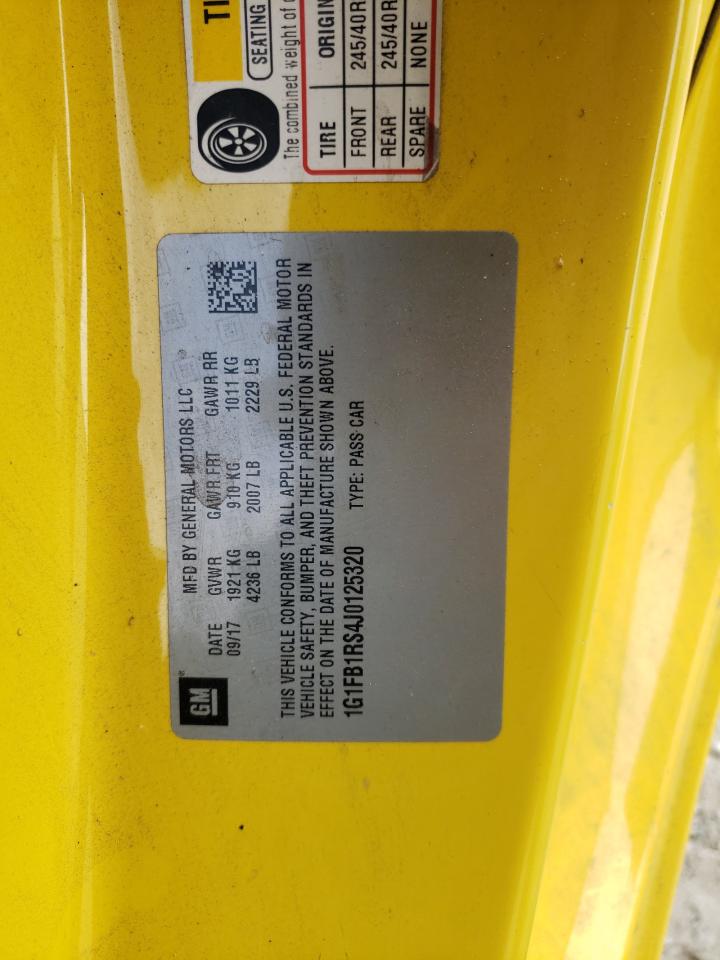 TI
SEATING
The combined weight of
TIRE ORIGIN
FRONT 245/40R
REAR 245/40R
SPARE NONE
GM
MFD BY GENERAL MOTORS LLC
DATE GVWR GAWR FRT GAWR RR
09/17 1921 KG 910 KG 1011 KG
4236 LB 2007 LB 2229 LB
THIS VEHICLE CONFORMS TO ALL APPLICABLE U.S. FEDERAL MOTOR
VEHICLE SAFETY, BUMPER, AND THEFT PREVENTION STANDARDS IN
EFFECT ON THE DATE OF MANUFACTURE SHOWN ABOVE.
1G1FB1RS4J0125320 TYPE: PASS CAR